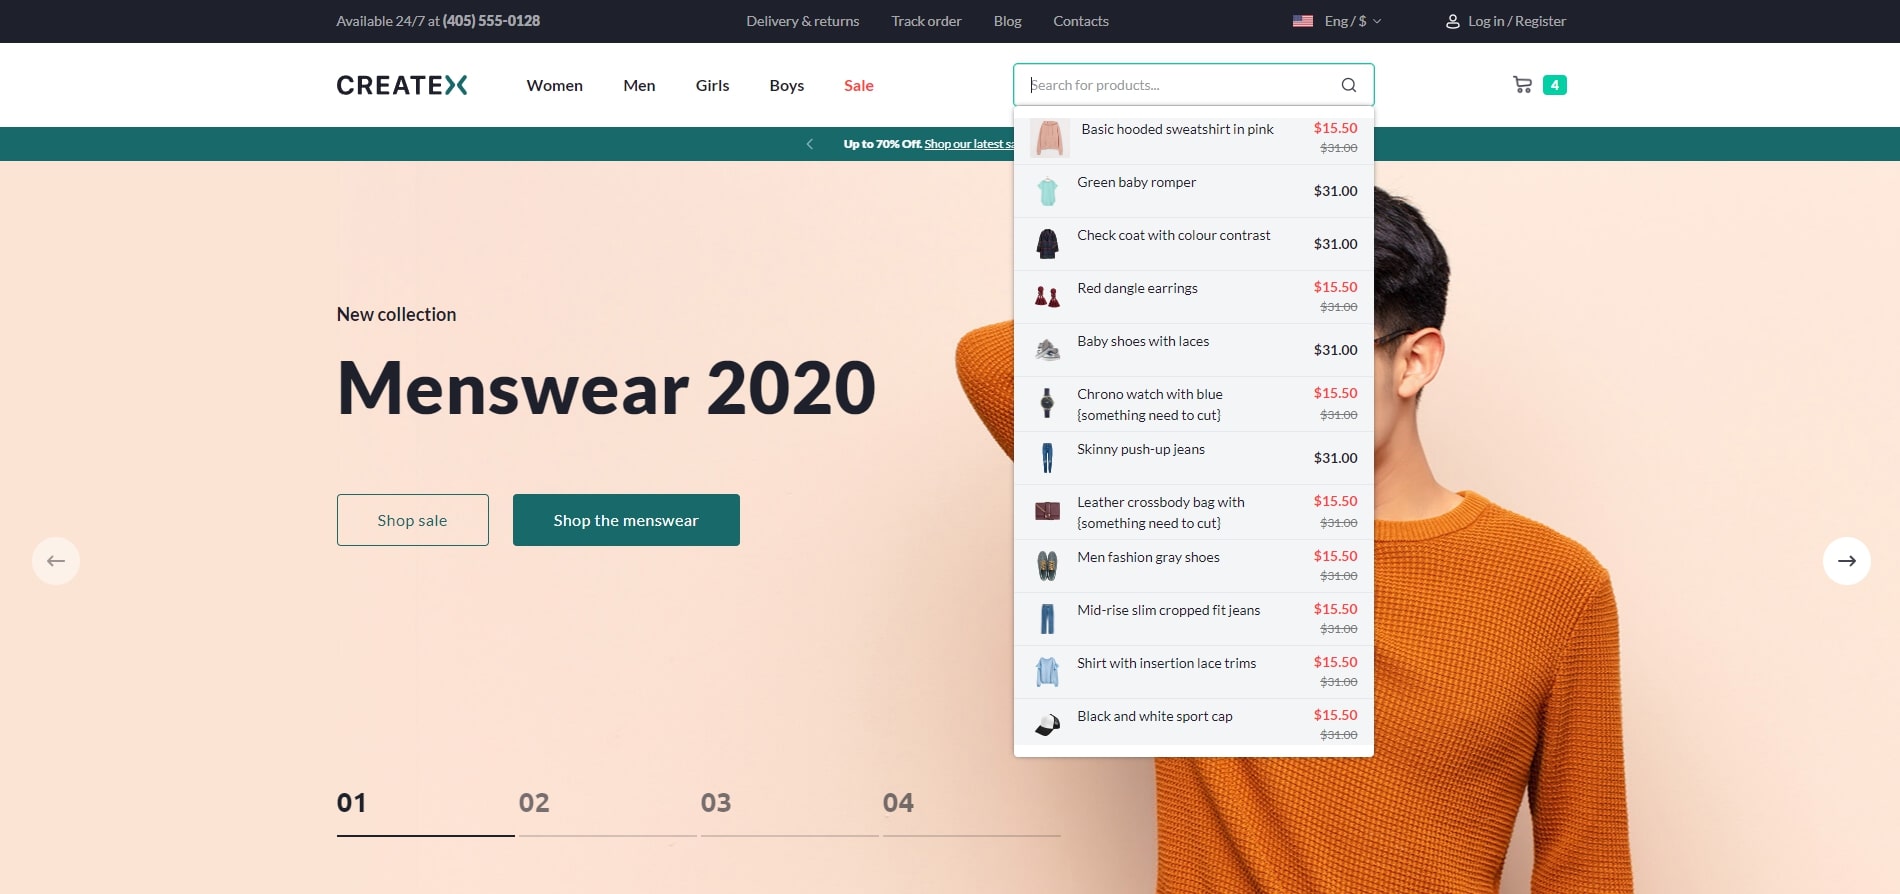 Available 24/7 at (405) 555-0128
Delivery & returns
Track order
Blog
Contacts
Eng / $
Log in / Register
CREATEX
Women
Men
Girls
Boys
Sale
Search for products...
4
Up to 70% Off. Shop our latest sa
Basic hooded sweatshirt in pink
$15.50
$31.00
Green baby romper
$31.00
Check coat with colour contrast
$31.00
Red dangle earrings
$15.50
$31.00
Baby shoes with laces
$31.00
Chrono watch with blue
{something need to cut}
$15.50
$31.00
Skinny push-up jeans
$31.00
Leather crossbody bag with
{something need to cut}
$15.50
$31.00
Men fashion gray shoes
$15.50
$31.00
Mid-rise slim cropped fit jeans
$15.50
$31.00
Shirt with insertion lace trims
$15.50
$31.00
Black and white sport cap
$15.50
$31.00
New collection
Menswear 2020
Shop sale
Shop the menswear
01
02
03
04